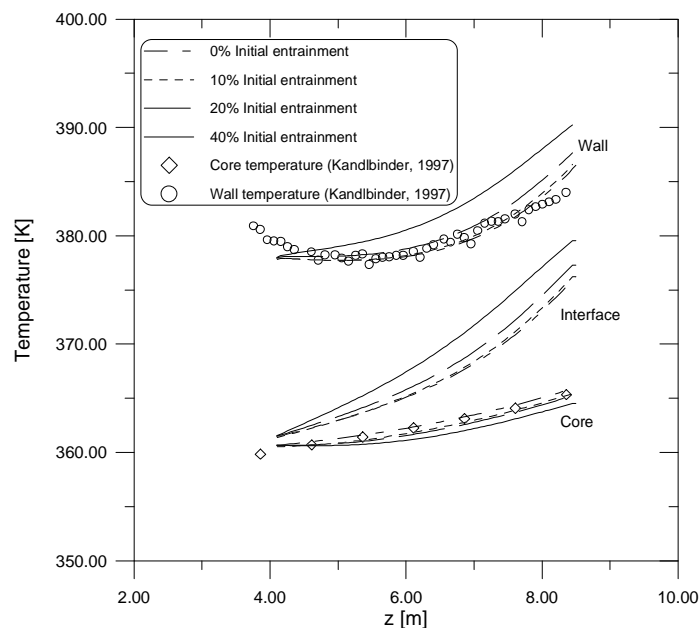 400.00
0% Initial entrainment
10% Initial entrainment
20% Initial entrainment
40% Initial entrainment
Core temperature (Kandlbinder, 1997)
Wall temperature (Kandlbinder, 1997)
390.00
Wall
380.00
Temperature [K]
370.00
Interface
360.00
Core
350.00
2.00 4.00 6.00 8.00 10.00
z [m]